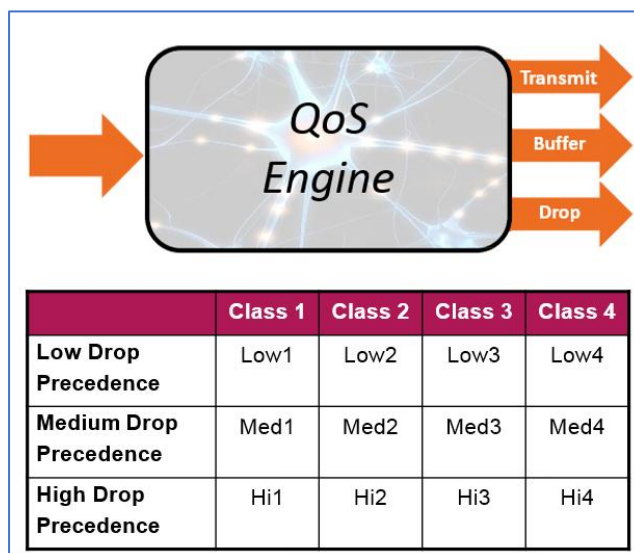 Transmit
QoS
Engine
Buffer
Drop
Class 1 Class 2 Class 3 Class 4
Low Drop
Precedence
Low1 Low2 Low3 Low4
Medium Drop
Precedence
Med1 Med2 Med3 Med4
High Drop
Precedence
Hi1 Hi2 Hi3 Hi4